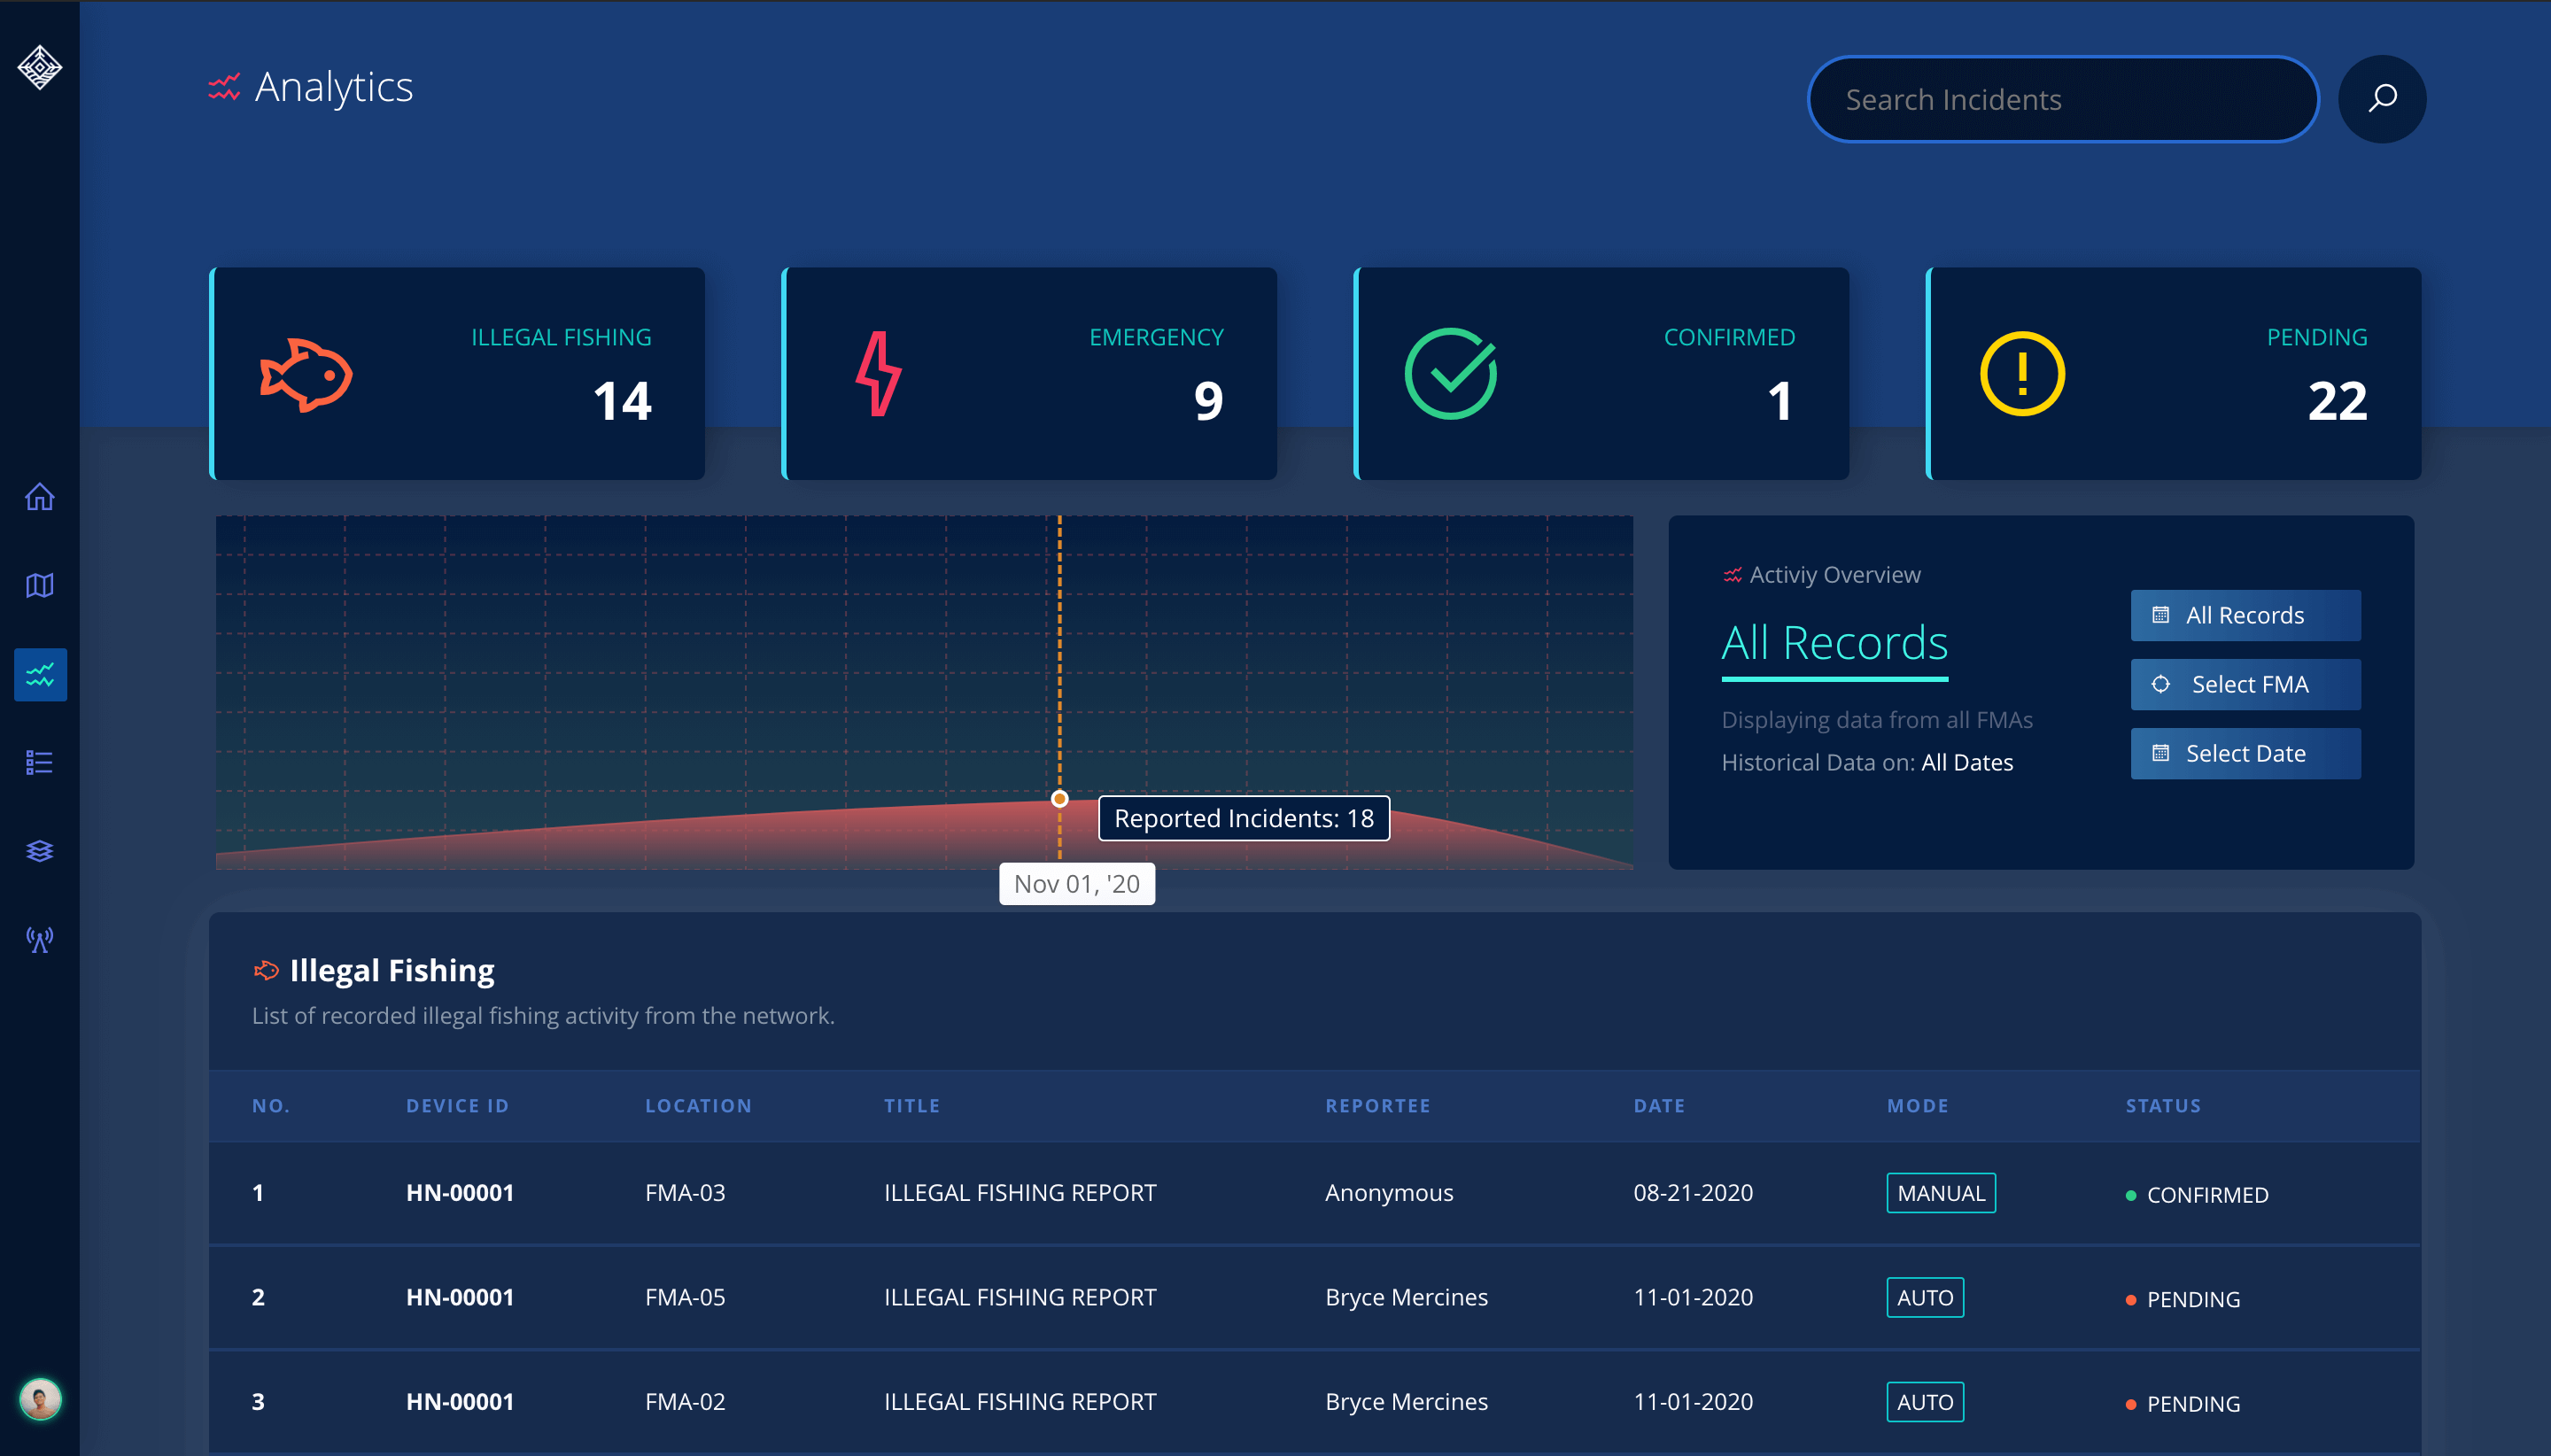 Analytics
Search Incidents
ILLEGAL FISHING
14
EMERGENCY
9
CONFIRMED
1
PENDING
22
Reported Incidents: 18
Nov 01, '20
Activiy Overview
All Records
Displaying data from all FMAs
Historical Data on: All Dates
All Records
Select FMA
Select Date
Illegal Fishing
List of recorded illegal fishing activity from the network.
NO. DEVICE ID LOCATION TITLE REPORTEE DATE MODE STATUS
1 HN-00001 FMA-03 ILLEGAL FISHING REPORT Anonymous 08-21-2020 MANUAL CONFIRMED
2 HN-00001 FMA-05 ILLEGAL FISHING REPORT Bryce Mercines 11-01-2020 AUTO PENDING
3 HN-00001 FMA-02 ILLEGAL FISHING REPORT Bryce Mercines 11-01-2020 AUTO PENDING